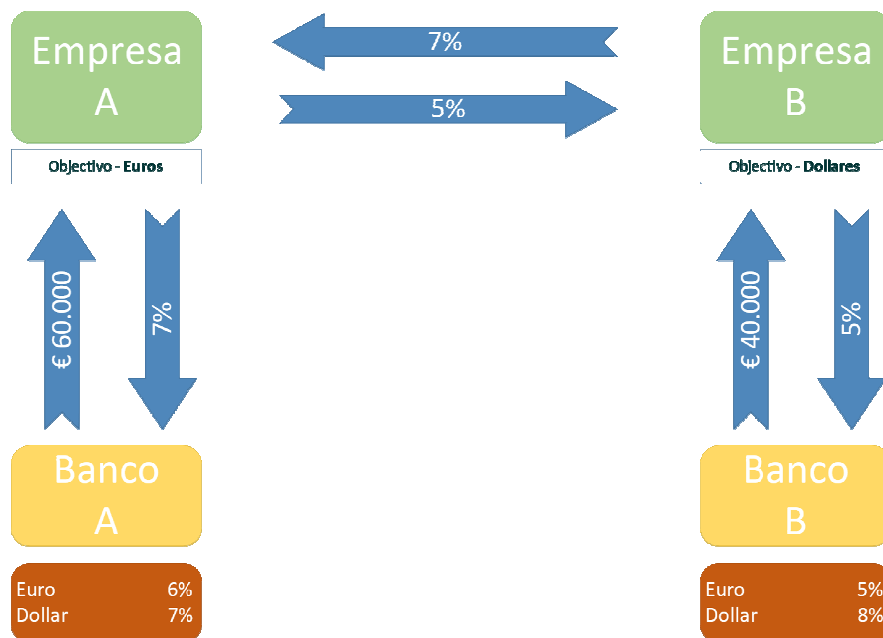 Empresa
A
7%
5%
Empresa
B
Objectivo - Euros
Objectivo - Dollares
€ 60.000
7%
€ 40.000
5%
Banco
A
Banco
B
Euro 6%
Dollar 7%
Euro 5%
Dollar 8%